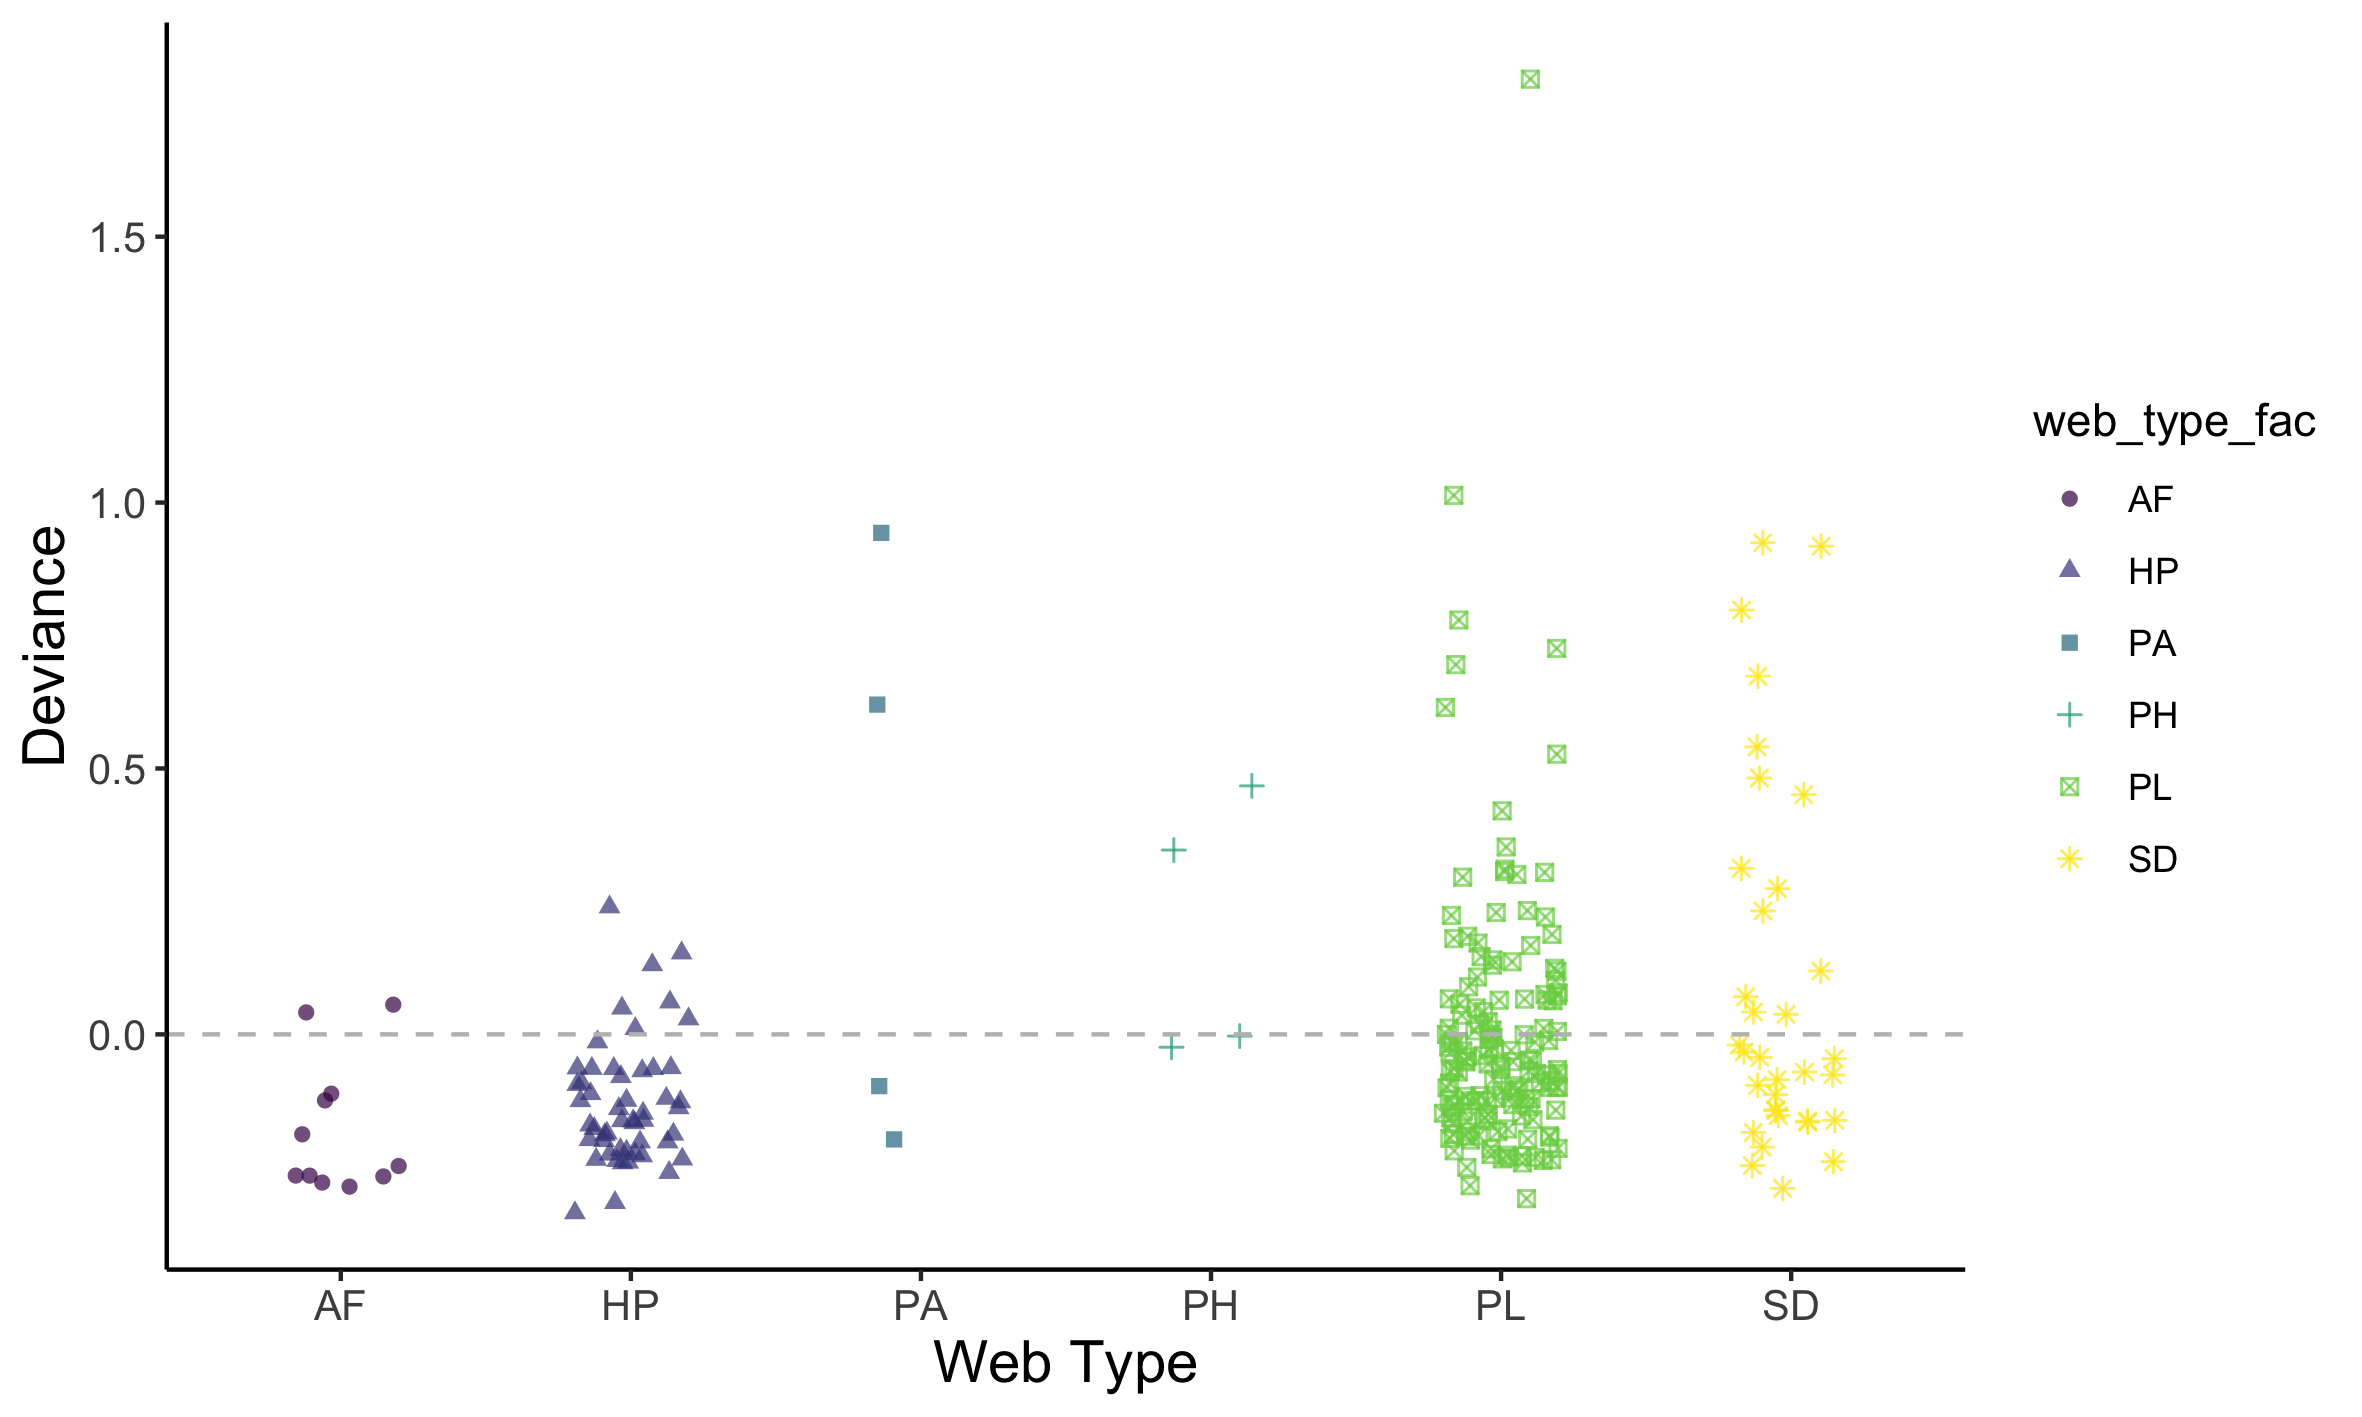 Deviance
1.5
1.0
0.5
0.0
AF HP PA PH PL SD
Web Type
web_type_fac
AF
HP
PA
PH
PL
SD